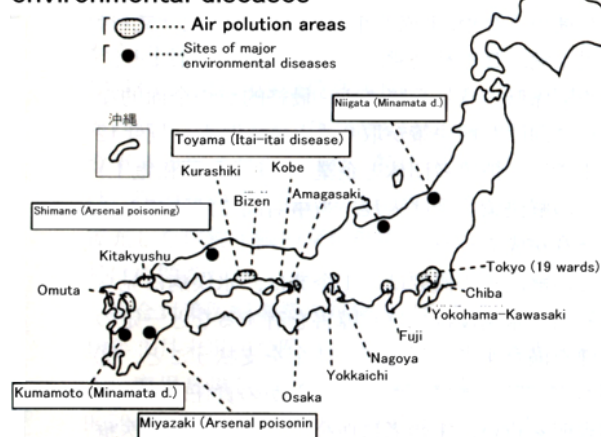 environmental diseases
Air polution areas
Sites of major
environmental diseases
沖縄
Niigata (Minamata d.)
Toyama (Itai-itai disease)
Kurashiki
Kobe
Bizen
Amagasaki
Shimane (Arsenal poisoning)
Kitakyushu
Omuta
Tokyo (19 wards)
Chiba
Yokohama-Kawasaki
Fuji
Nagoya
Yokkaichi
Osaka
Kumamoto (Minamata d.)
Miyazaki (Arsenal poisonin